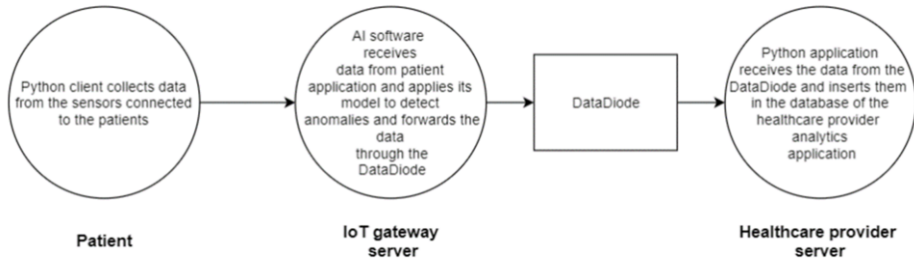 Python client collects data
from the sensors connected
to the patients
Patient
AI software
receives
data from patient
application and applies its
model to detect
anomalies and forwards the
data
through the
DataDiode
IoT gateway
server
DataDiode
Python application
receives the data from the
DataDiode and inserts them
in the database of the
healthcare provider
analytics
application
Healthcare provider
server